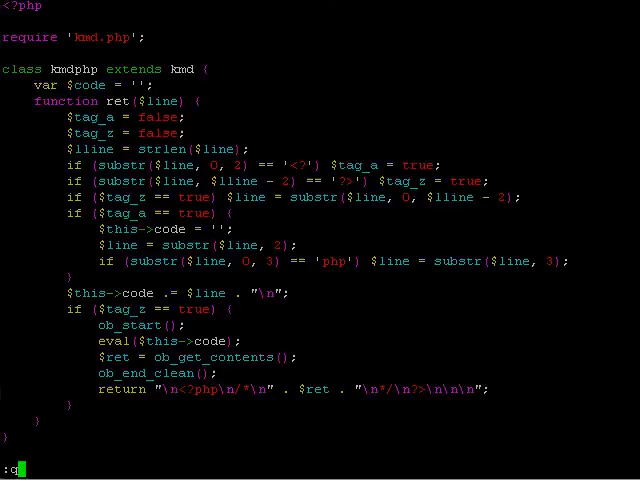 <?php
require 'kmd.php';
class kmdphp extends kmd {
var $code = '';
function ret($line) {
$tag_a = false;
$tag_z = false;
$lline = strlen($line);
if (substr($line, 0, 2) == '<?') $tag_a = true;
if (substr($line, $lline - 2) == '?>') $tag_z = true;
if ($tag_z == true) $line = substr($line, 0, $lline - 2);
if ($tag_a == true) {
$this->code = '';
$line = substr($line, 2);
if (substr($line, 0, 3) == 'php') $line = substr($line, 3);
}
$this->code .= $line . "\n";
if ($tag_z == true) {
ob_start();
eval($this->code);
$ret = ob_get_contents();
ob_end_clean();
return "\n<?php\n/*\n" . $ret . "\n*/\n?>\n\n\n";
}
}
}
:q